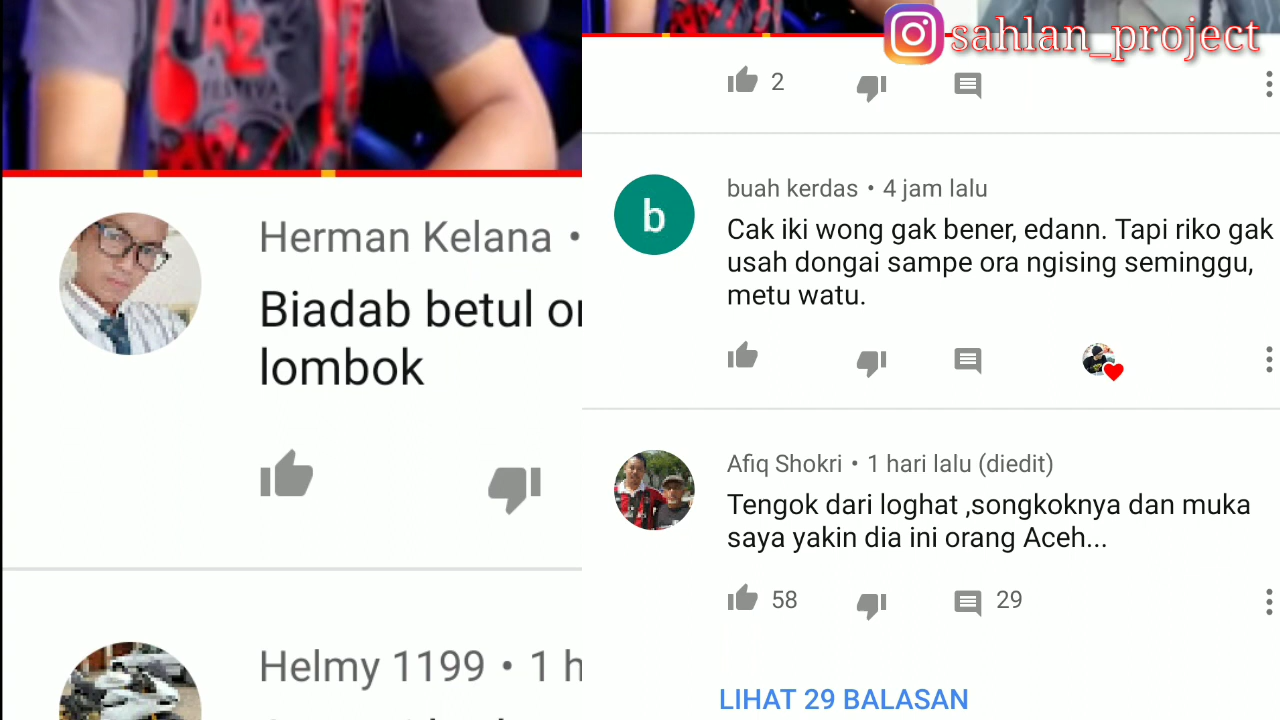 AZ
FESTIVAL
Herman Kelana •
Biadab betul
lombok
Helmy 1199 • 1
sahlan_project
2
b
buah kerdas • 4 jam lalu
Cak iki wong gak bener, edann. Tapi riko gak
usah dongai sampe ora ngising seminggu,
metu watu.
Afiq Shokri • 1 hari lalu (diedit)
Tengok dari loghat ,songkoknya dan muka
saya yakin dia ini orang Aceh...
58
29
LIHAT 29 BALASAN